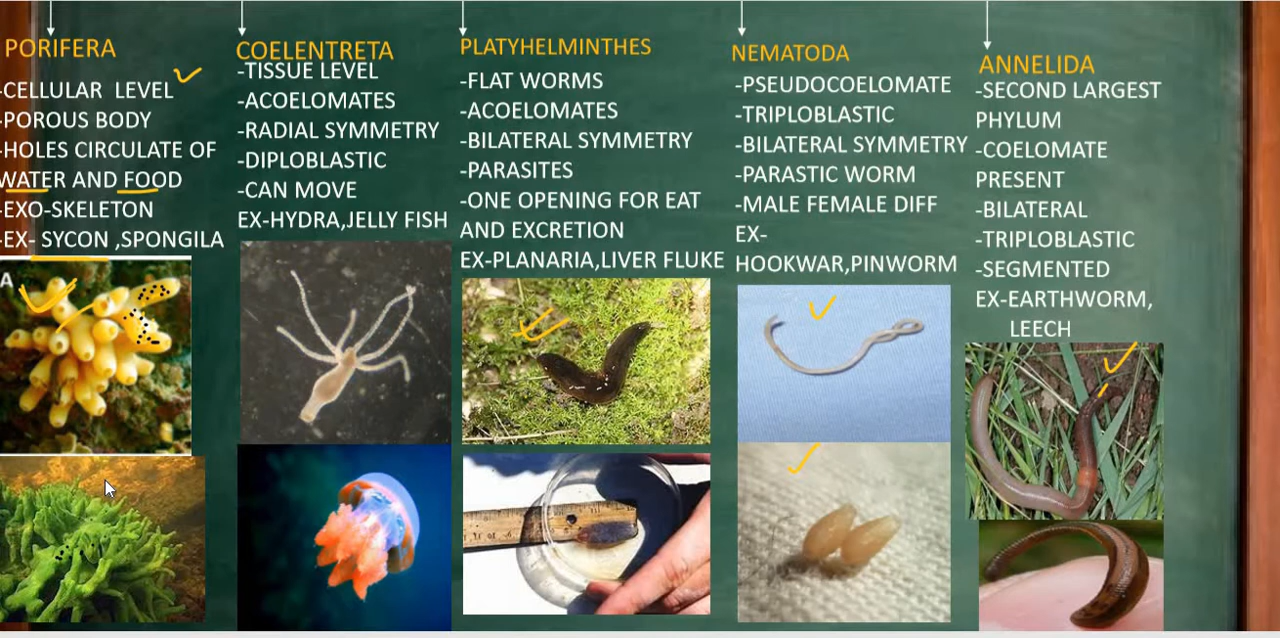 PORIFERA
-CELLULAR LEVEL
-POROUS BODY
-HOLES CIRCULATE OF
WATER AND FOOD
-EXO-SKELETON
-EX- SYCON ,SPONGILA
A
COELENTRETA
-TISSUE LEVEL
-ACOELOMATES
-RADIAL SYMMETRY
-DIPLOBLASTIC
-CAN MOVE
EX-HYDRA,JELLY FISH
PLATYHELMINTHES
-FLAT WORMS
-ACOELOMATES
-BILATERAL SYMMETRY
-PARASITES
-ONE OPENING FOR EAT
AND EXCRETION
EX-PLANARIA,LIVER FLUKE
NEMATODA
-PSEUDOCOELOMATE
-TRIPLOBLASTIC
-BILATERAL SYMMETRY
-PARASTIC WORM
-MALE FEMALE DIFF
EX-
HOOKWAR,PINWORM
ANNELIDA
-SECOND LARGEST
PHYLUM
-COELOMATE
PRESENT
-BILATERAL
-TRIPLOBLASTIC
-SEGMENTED
EX-EARTHWORM,
LEECH